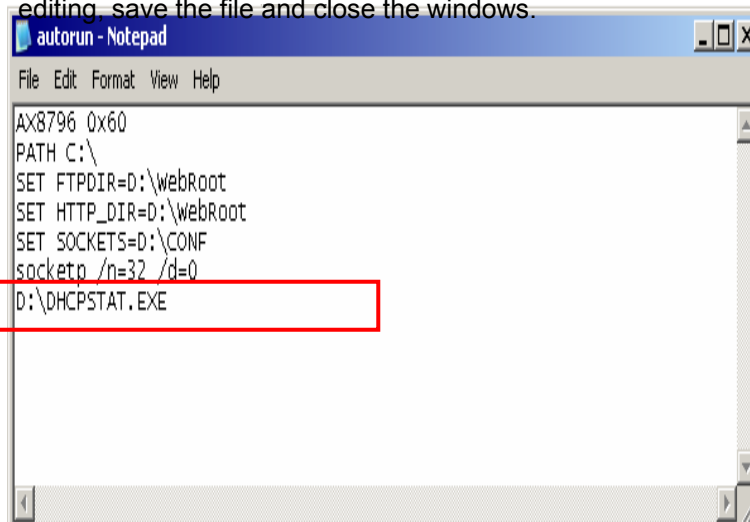 editing, save the file and close the windows.
autorun - Notepad
File Edit Format View Help
AX8796 0x60
PATH C:\
SET FTPDIR=D:\WebRoot
SET HTTP_DIR=D:\WebRoot
SET SOCKETS=D:\CONF
socketp /n=32 /d=0
D:\DHCPSTAT.EXE